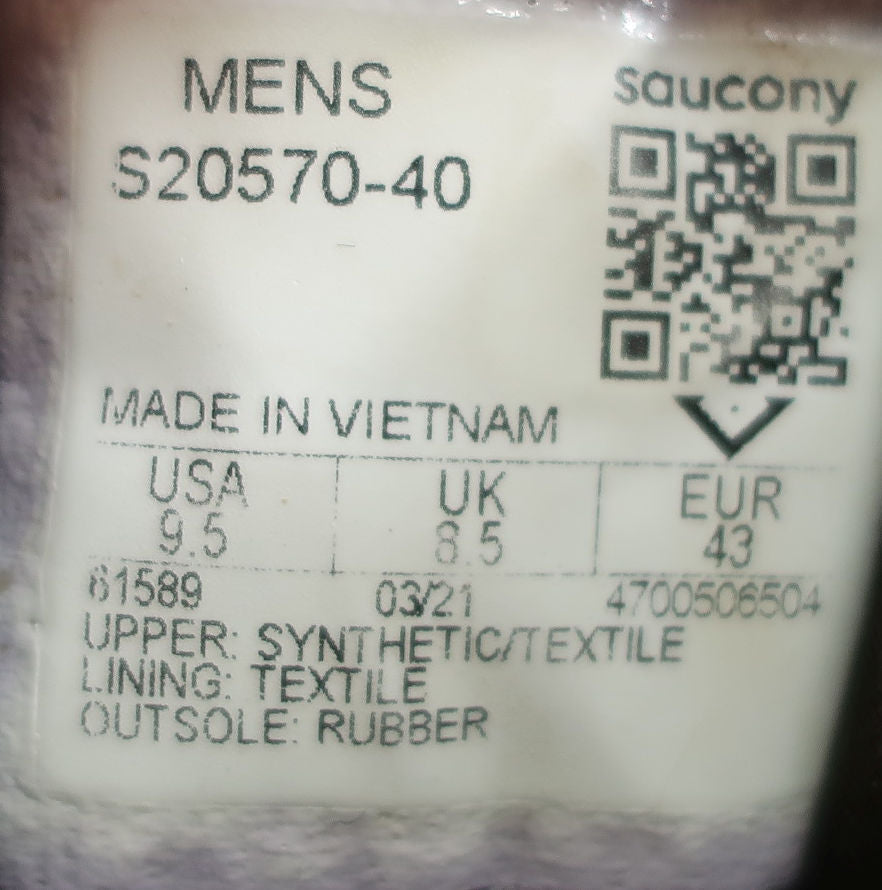 MENS
saucony
S20570-40
MADE IN VIETNAM
USA UK EUR
9.5 8.5 43
61589 03/21 4700506504
UPPER: SYNTHETIC/TEXTILE
LINING: TEXTILE
OUTSOLE: RUBBER